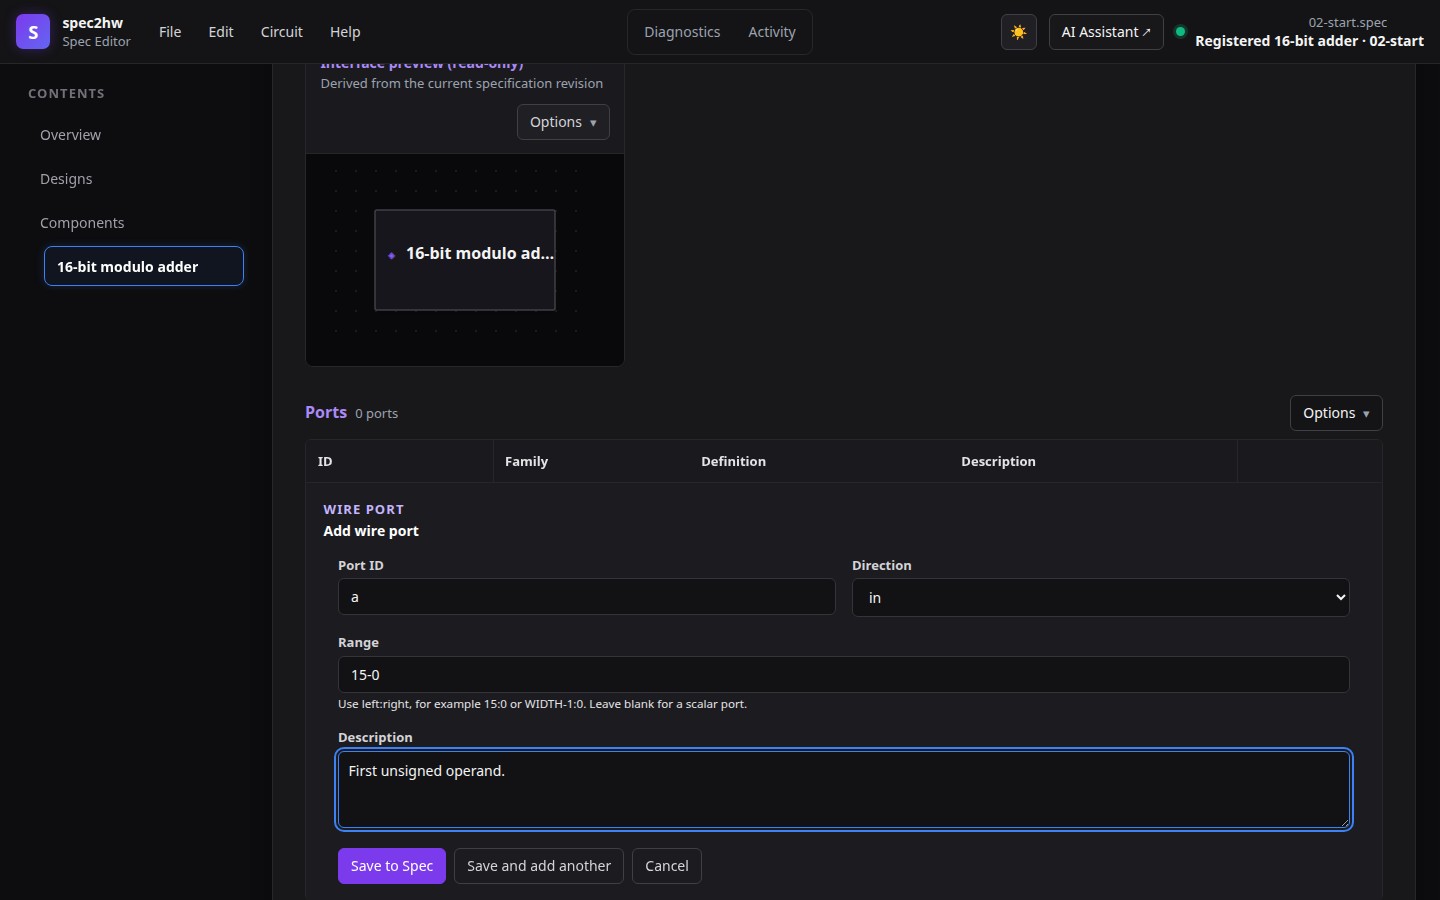 S
spec2hw
Spec Editor
File
Edit
Circuit
Help
Diagnostics
Activity
AI Assistant ↗
02-start.spec
Registered 16-bit adder · 02-start
CONTENTS
Overview
Designs
Components
16-bit modulo adder
Interface preview (read-only)
Derived from the current specification revision
Options ▾
16-bit modulo ad...
Ports 0 ports
Options ▾
ID
Family
Definition
Description
WIRE PORT
Add wire port
Port ID
Direction
a
in
Range
15-0
Use left:right, for example 15:0 or WIDTH-1:0. Leave blank for a scalar port.
Description
First unsigned operand.
Save to Spec
Save and add another
Cancel